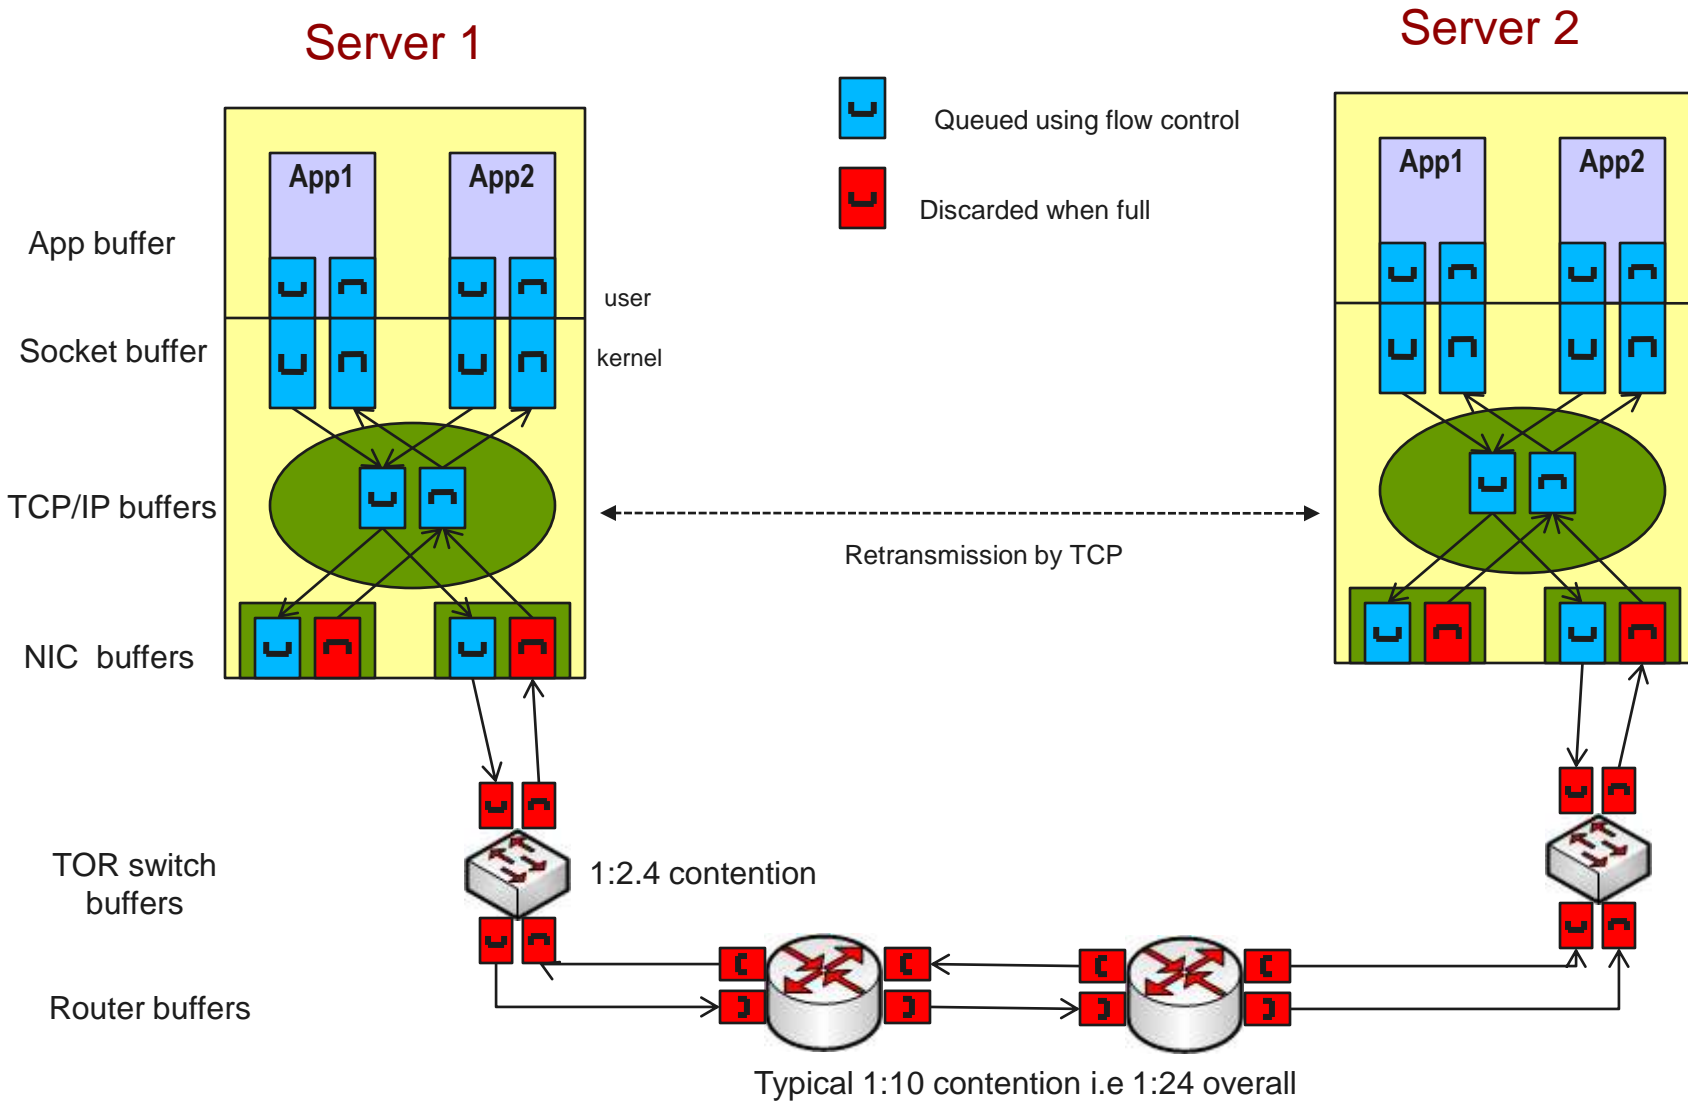 Server 1
Server 2
Queued using flow control
Discarded when full
App1
App2
App1
App2
App buffer
user
Socket buffer
kernel
TCP/IP buffers
Retransmission by TCP
NIC  buffers
TOR switch
buffers
1:2.4 contention
Router buffers
Typical 1:10 contention i.e 1:24 overall